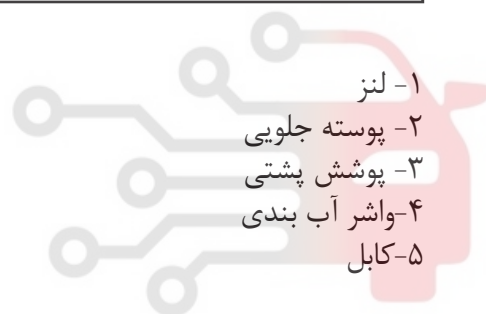 ۱- لنز
۲- پوسته جلویی
۳- پوشش پشتی
۴-واشر آب بندی
۵-کابل